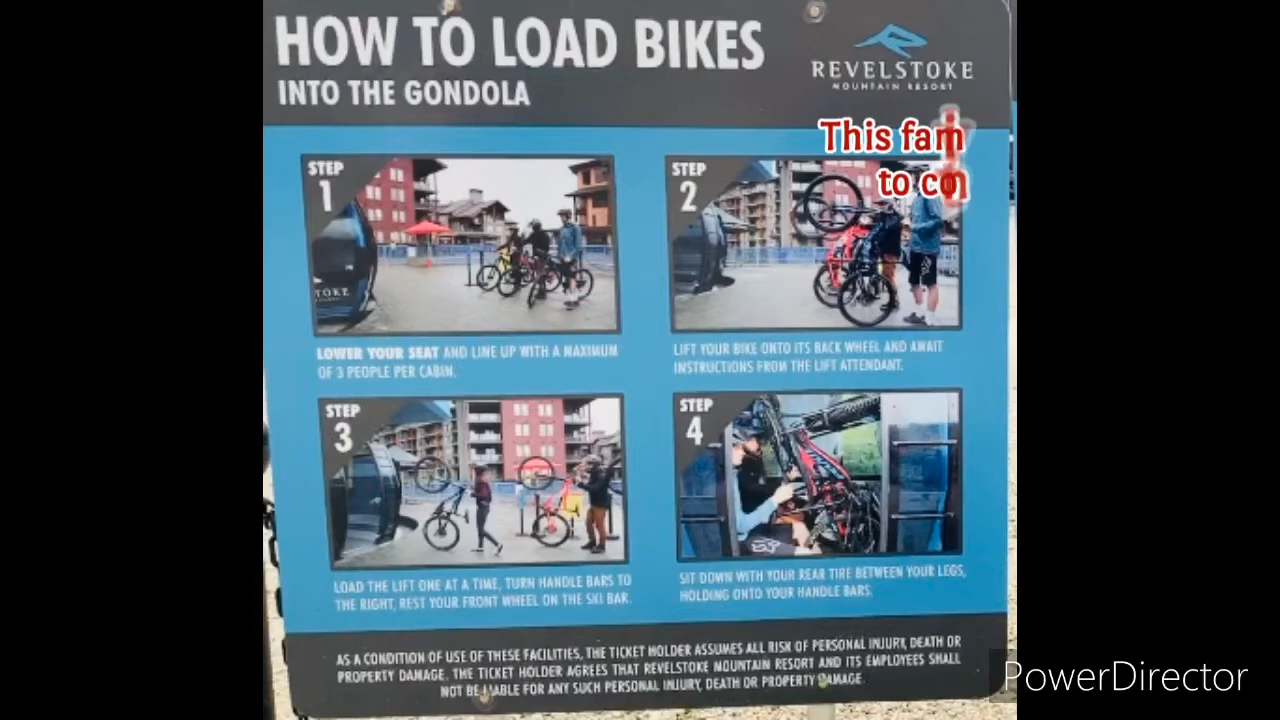 HOW TO LOAD BIKES
INTO THE GONDOLA
REVELSTOKE
MOUNTAIN RESORT
This fam
to con
STEP
1
STEP
2
TOKE
LOWER YOUR SEAT AND LINE UP WITH A MAXIMUM
OF 3 PEOPLE PER CABIN.
LIFT YOUR BIKE ONTO ITS BACK WHEEL AND AWAIT
INSTRUCTIONS FROM THE LIFT ATTENDANT.
STEP
3
STEP
4
LOAD THE LIFT ONE AT A TIME, TURN HANDLE BARS TO
THE RIGHT, REST YOUR FRONT WHEEL ON THE SKI BAR.
SIT DOWN WITH YOUR REAR TIRE BETWEEN YOUR LEGS,
HOLDING ONTO YOUR HANDLE BARS.
AS A CONDITION OF USE OF THESE FACILITIES, THE TICKET HOLDER ASSUMES ALL RISK OF PERSONAL INJURY, DEATH OR
PROPERTY DAMAGE. THE TICKET HOLDER AGREES THAT REVELSTOKE MOUNTAIN RESORT AND ITS EMPLOYEES SHALL
NOT BE LIABLE FOR ANY SUCH PERSONAL INJURY, DEATH OR PROPERTY DAMAGE.
PowerDirector